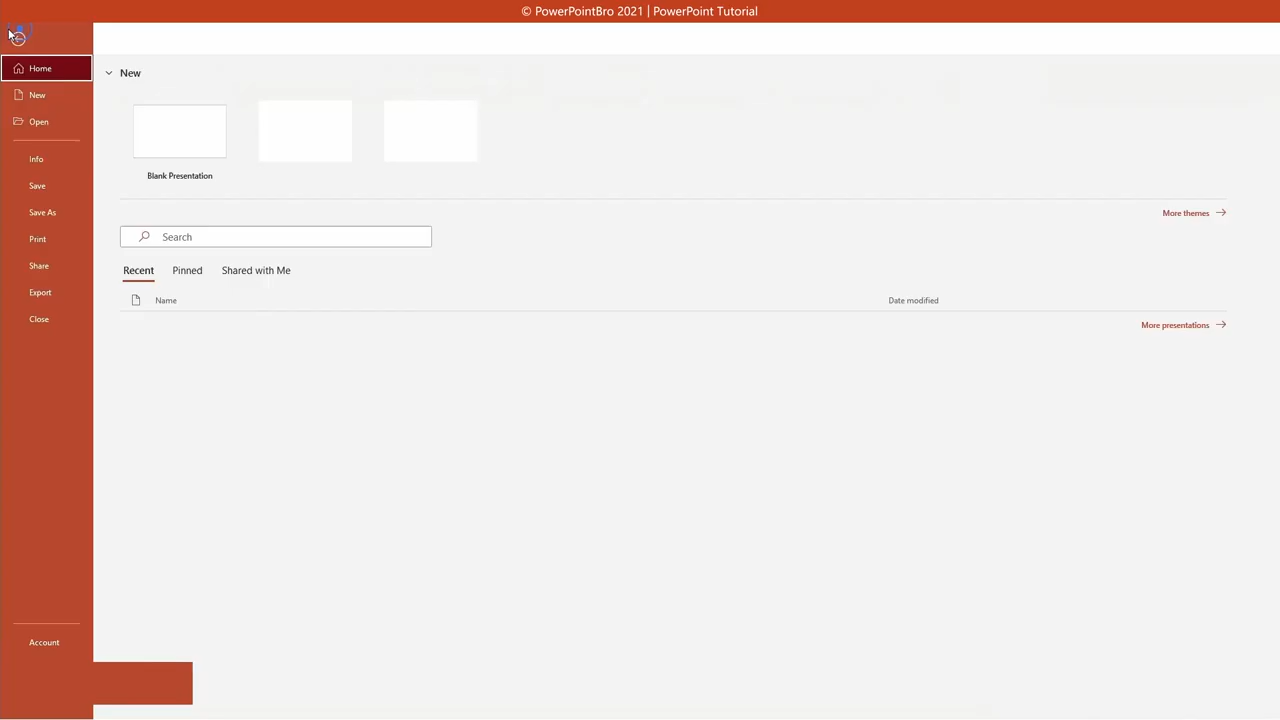 © PowerPointBro 2021 | PowerPoint Tutorial
Home
New
Open
Info
Save
Save As
Print
Share
Export
Close
Account
New
Blank Presentation
More themes
Search
Recent Pinned Shared with Me
Name Date modified
More presentations